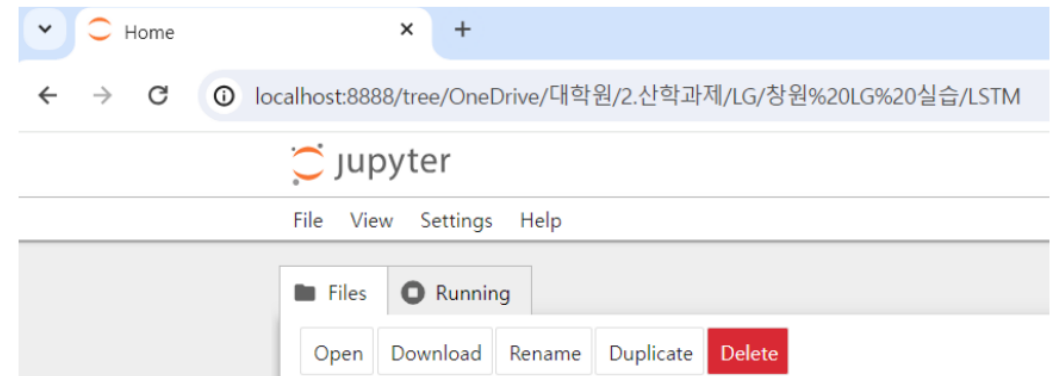 Home
localhost:8888/tree/OneDrive/대학원/2.산학과제/LG/창원%20LG%20실습/LSTM
jupyter
File View Settings Help
Files Running
Open Download Rename Duplicate Delete